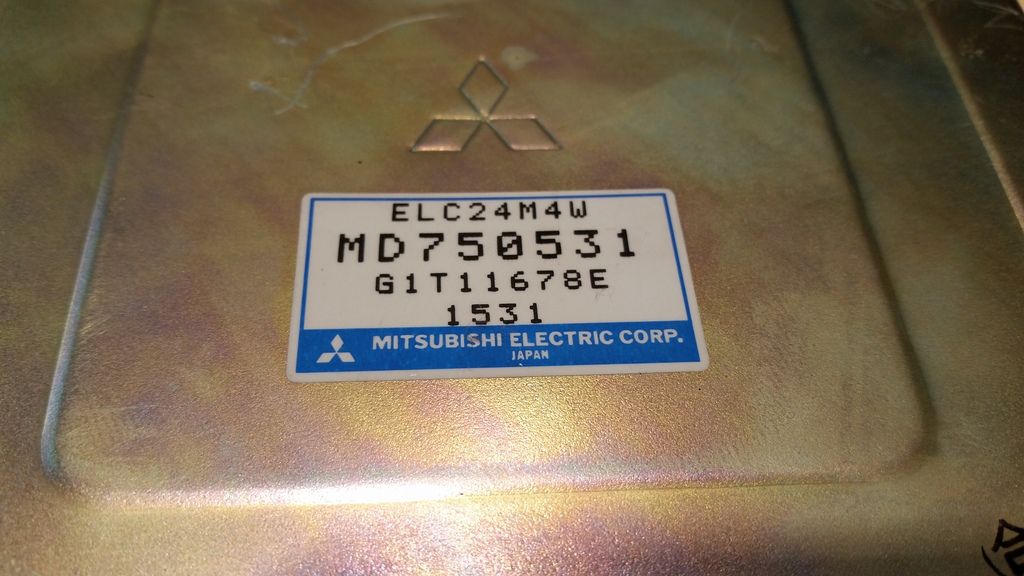 ELC24M4W
MD750531
G1T11678E
1531
MITSUBISHI ELECTRIC CORP.
JAPAN